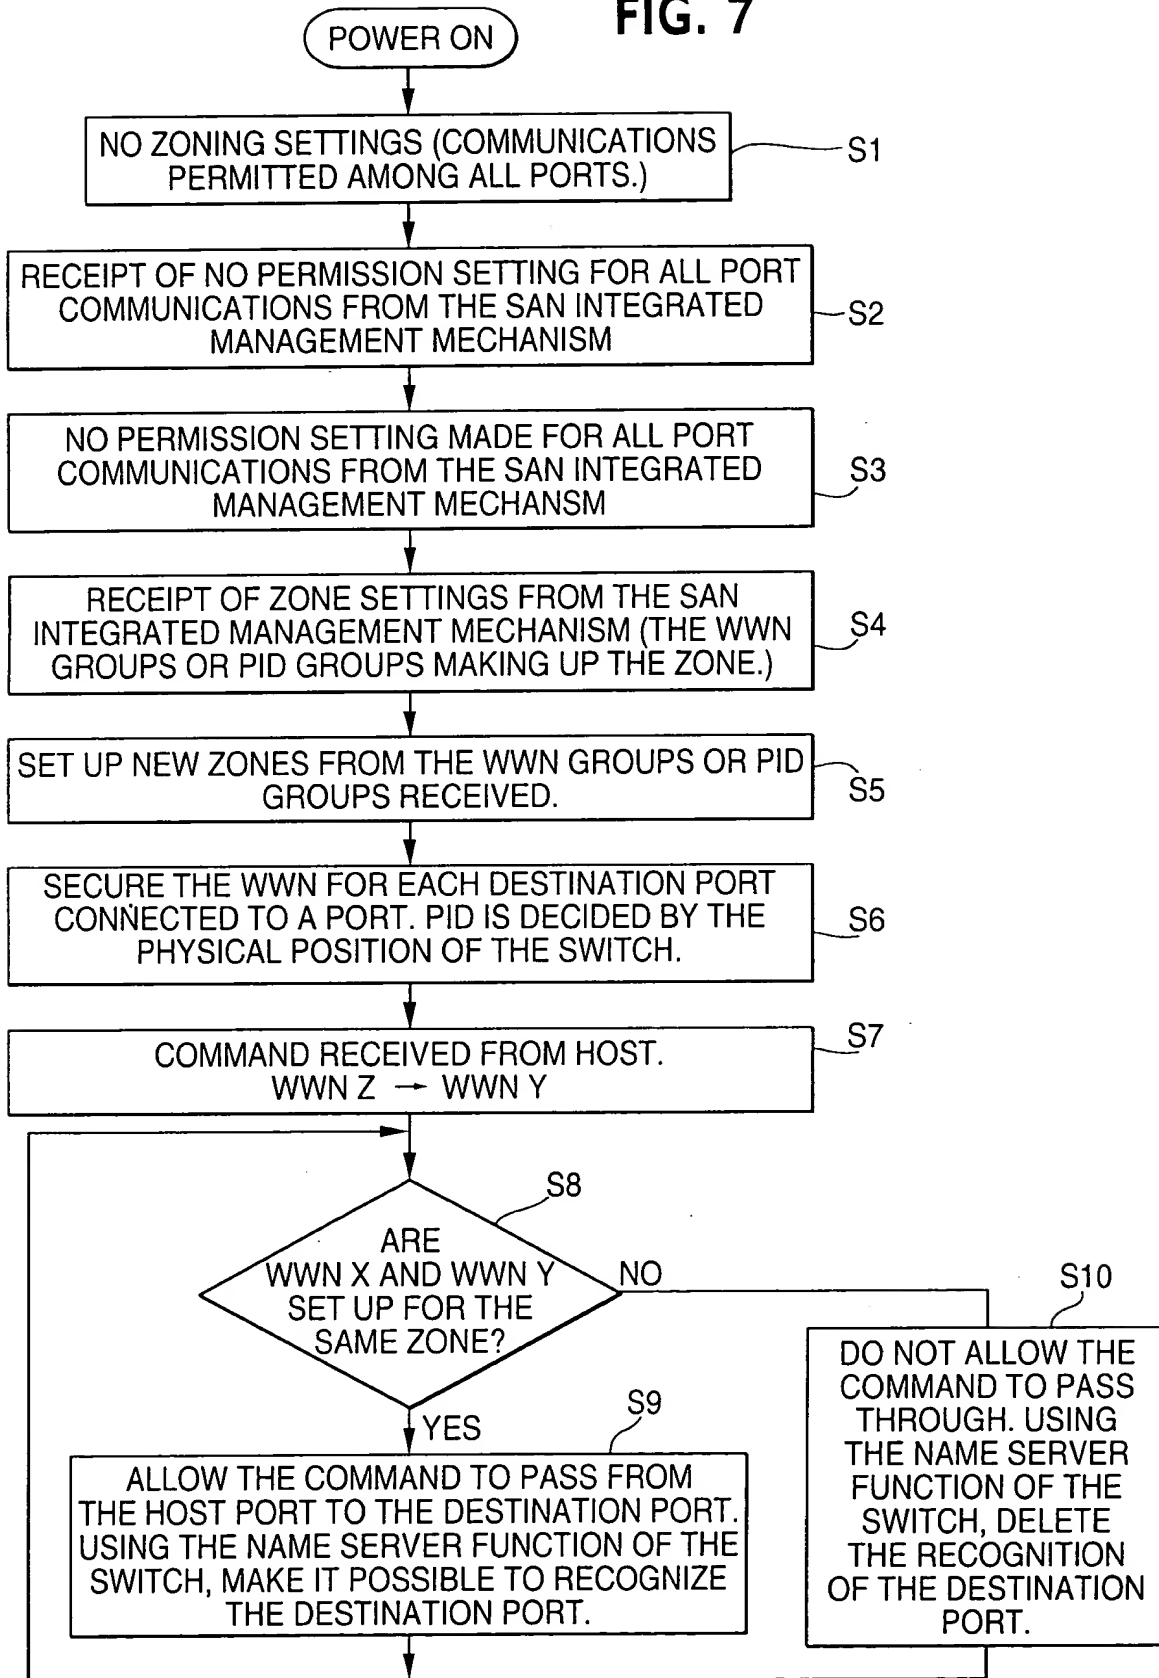 FIG. 7
POWER ON
NO ZONING SETTINGS (COMMUNICATIONS
PERMITTED AMONG ALL PORTS.)
S1
RECEIPT OF NO PERMISSION SETTING FOR ALL PORT
COMMUNICATIONS FROM THE SAN INTEGRATED
MANAGEMENT MECHANISM
S2
NO PERMISSION SETTING MADE FOR ALL PORT
COMMUNICATIONS FROM THE SAN INTEGRATED
MANAGEMENT MECHANSM
S3
RECEIPT OF ZONE SETTINGS FROM THE SAN
INTEGRATED MANAGEMENT MECHANISM (THE WWN
GROUPS OR PID GROUPS MAKING UP THE ZONE.)
S4
SET UP NEW ZONES FROM THE WWN GROUPS OR PID
GROUPS RECEIVED.
S5
SECURE THE WWN FOR EACH DESTINATION PORT
CONNECTED TO A PORT. PID IS DECIDED BY THE
PHYSICAL POSITION OF THE SWITCH.
S6
COMMAND RECEIVED FROM HOST.
WWN Z → WWN Y
S7
ARE
WWN X AND WWN Y
SET UP FOR THE
SAME ZONE?
S8
NO
YES
ALLOW THE COMMAND TO PASS FROM
THE HOST PORT TO THE DESTINATION PORT.
USING THE NAME SERVER FUNCTION OF THE
SWITCH, MAKE IT POSSIBLE TO RECOGNIZE
THE DESTINATION PORT.
S9
S10
DO NOT ALLOW THE
COMMAND TO PASS
THROUGH. USING
THE NAME SERVER
FUNCTION OF THE
SWITCH, DELETE
THE RECOGNITION
OF THE DESTINATION
PORT.